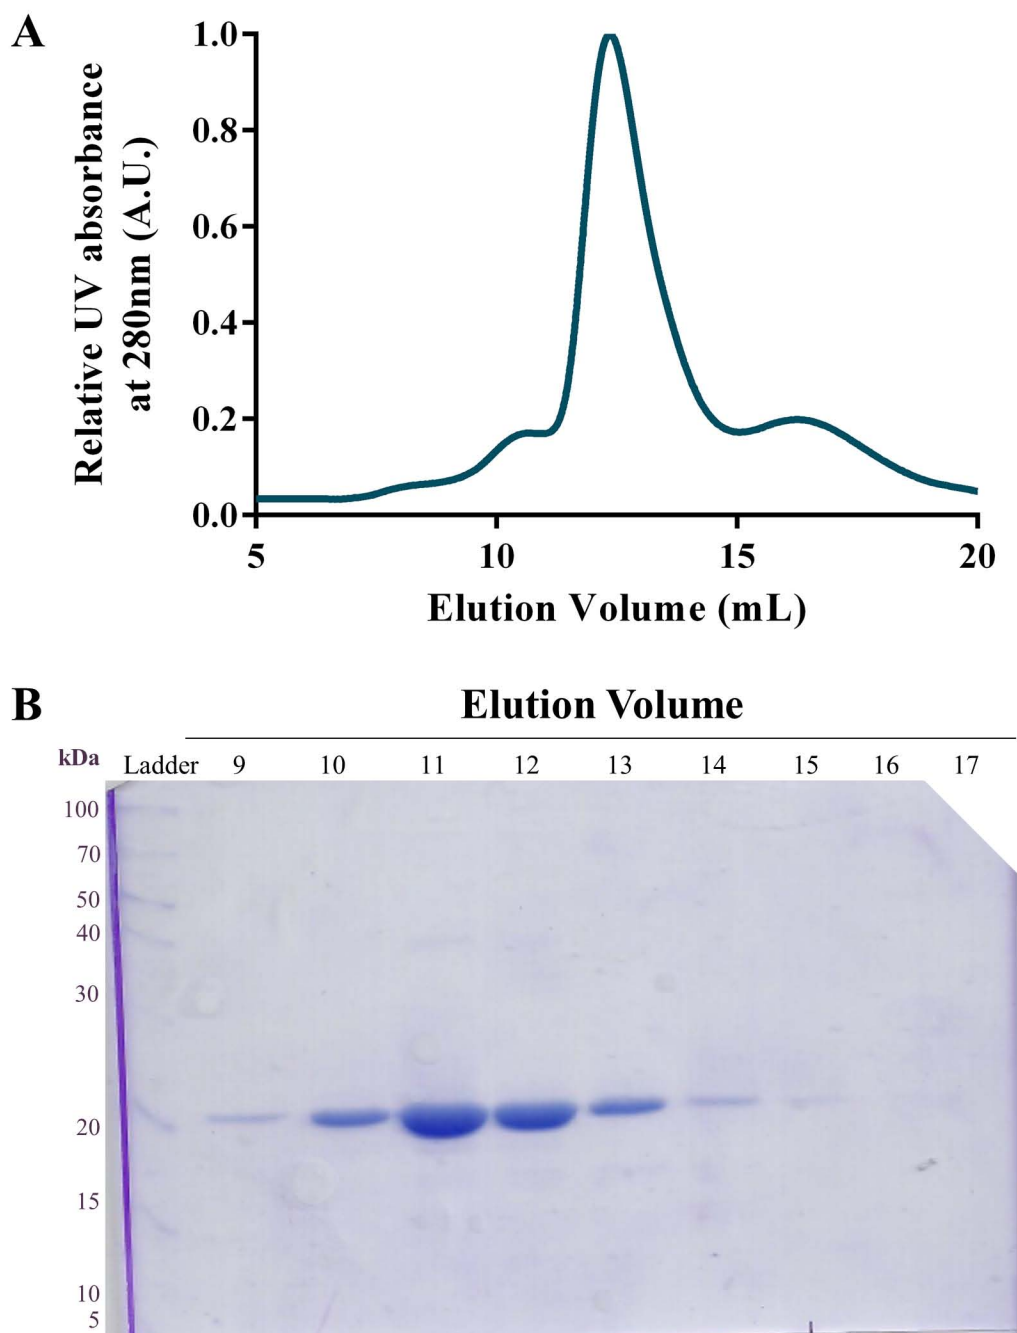 A
Relative UV absorbance
at 280nm (A.U.)
1.0
0.8
0.6
0.4
0.2
0.0
5 10 15 20
Elution Volume (mL)
B
Elution Volume
kDa Ladder 9 10 11 12 13 14 15 16 17
100
70
50
40
30
20
15
10
5